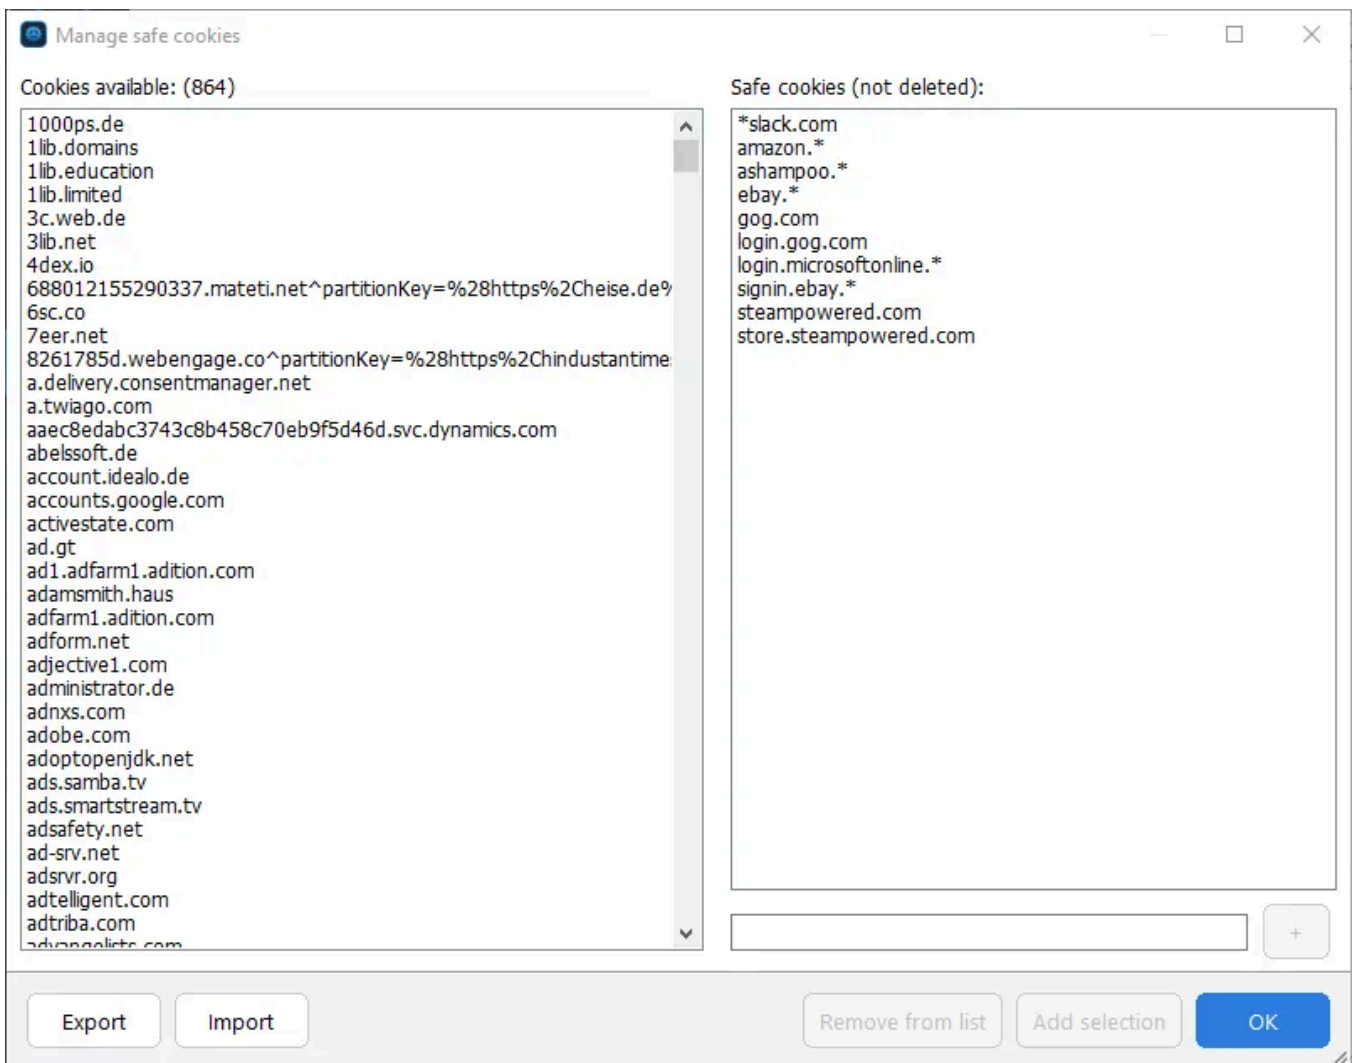 Manage safe cookies
Cookies available: (864)
1000ps.de
1lib.domains
1lib.education
1lib.limited
3c.web.de
3lib.net
4dex.io
688012155290337.mateti.net^partitionKey=%28https%2Cheise.de%
6sc.co
7eer.net
8261785d.webengage.co^partitionKey=%28https%2Chindustantime
a.delivery.consentmanager.net
a.twiago.com
aaec8edabc3743c8b458c70eb9f5d46d.svc.dynamics.com
abelssoft.de
account.idealo.de
accounts.google.com
activestate.com
ad.gt
ad1.adfarm1.adition.com
adamsmith.haus
adfarm1.adition.com
adform.net
adjective1.com
administrator.de
adnxs.com
adobe.com
adoptopenjdk.net
ads.samba.tv
ads.smartstream.tv
adsafety.net
ad-srv.net
adsrvr.org
adtelligent.com
adtriba.com
advangelists.com
Safe cookies (not deleted):
*slack.com
amazon.*
ashampoo.*
ebay.*
gog.com
login.gog.com
login.microsoftonline.*
signin.ebay.*
steampowered.com
store.steampowered.com
+
Export
Import
Remove from list
Add selection
OK